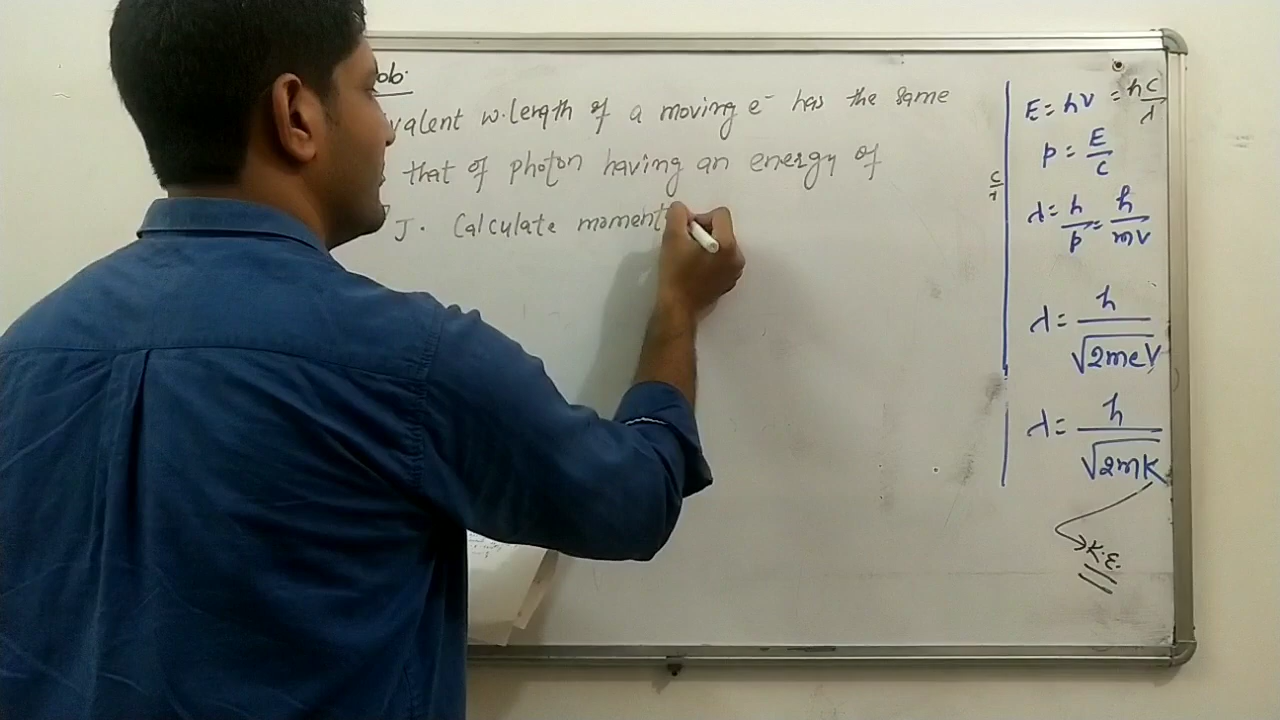 ob.
valent w.length of a moving e⁻ has the same
that of photon having an energy of
J. Calculate moment
E = hν = hc/λ
p = E/c
c/λ
λ = h/p = h/mv
λ = h/√2meV
λ = h/√2mK
K.E.